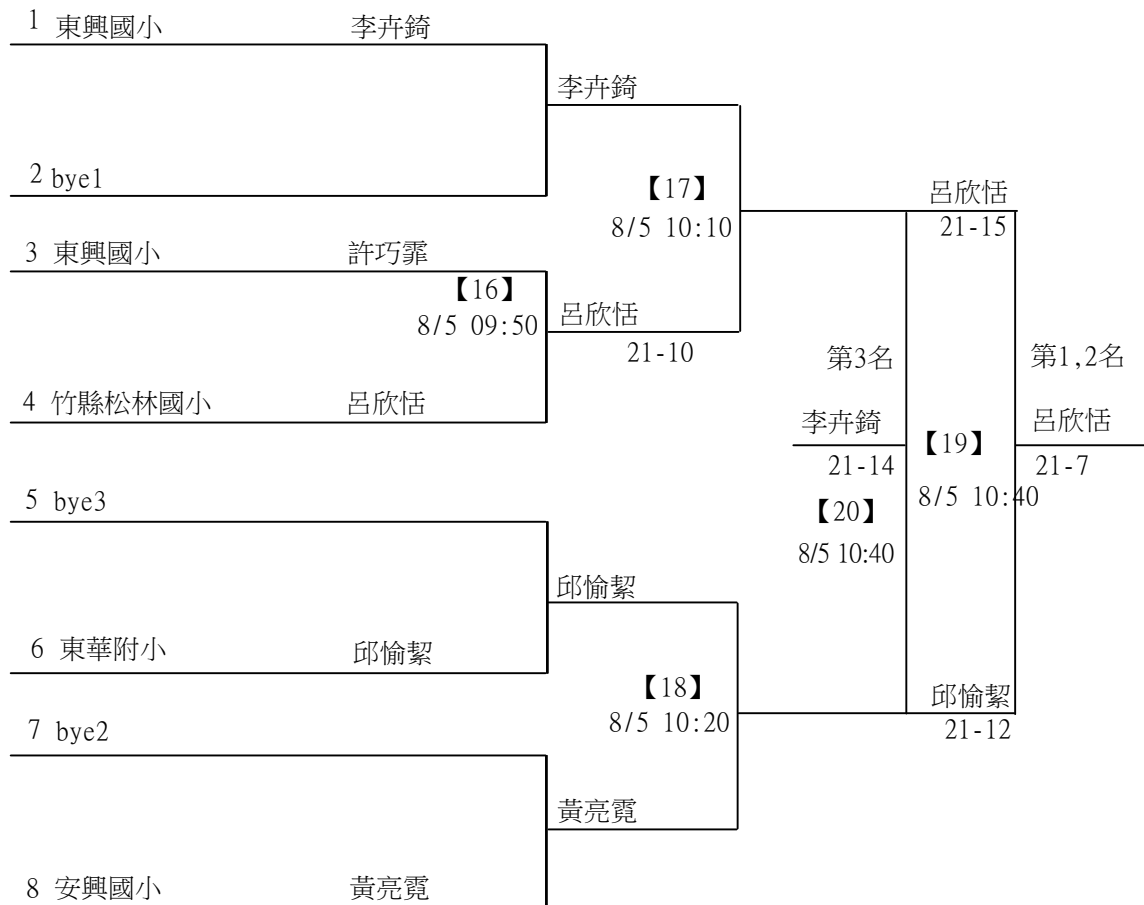 1 東興國小 李卉錡
李卉錡
2 bye1
【17】
8/5 10:10
呂欣恬
21-15
3 東興國小 許巧霏
【16】
8/5 09:50
呂欣恬
21-10
4 竹縣松林國小 呂欣恬
第3名
第1,2名
李卉錡
21-14
【19】
8/5 10:40
呂欣恬
21-7
【20】
8/5 10:40
5 bye3
邱愉絜
6 東華附小 邱愉絜
【18】
8/5 10:20
邱愉絜
21-12
7 bye2
黃亮霓
8 安興國小 黃亮霓